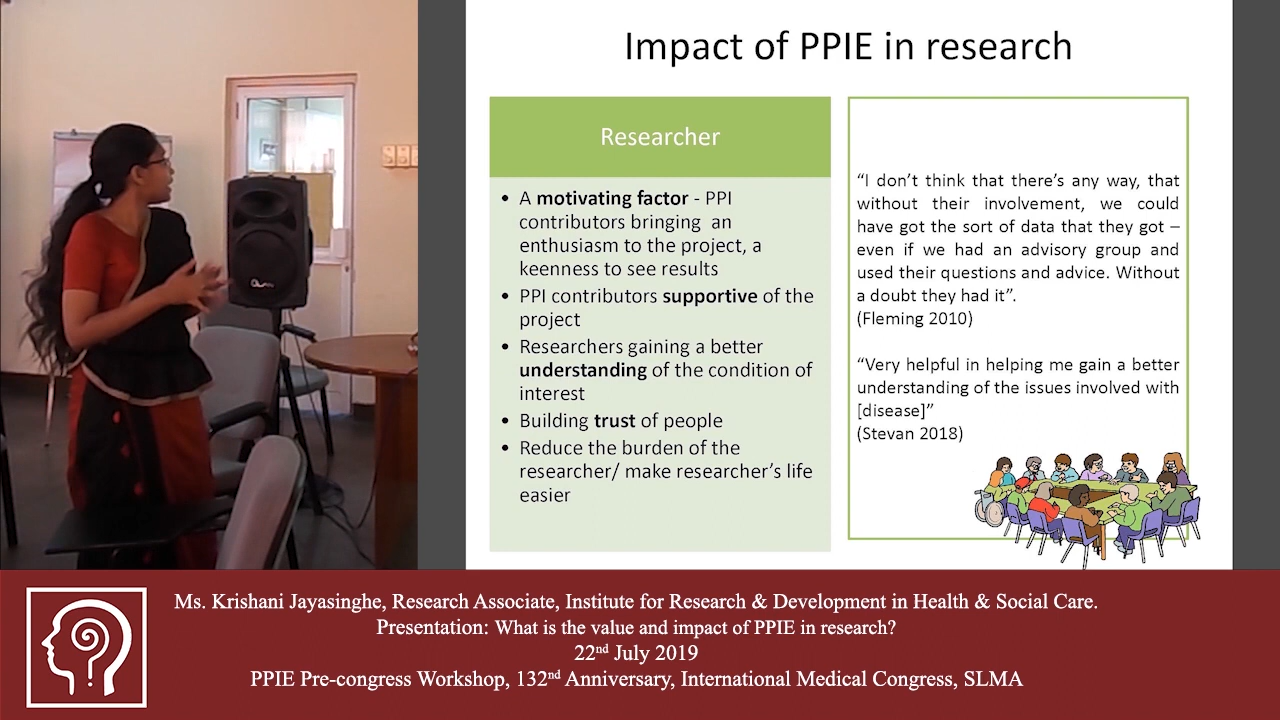 Impact of PPIE in research
Researcher
• A motivating factor - PPI
contributors bringing an
enthusiasm to the project, a
keenness to see results
• PPI contributors supportive of the
project
• Researchers gaining a better
understanding of the condition of
interest
• Building trust of people
• Reduce the burden of the
researcher/ make researcher’s life
easier
“I don’t think that there’s any way, that
without their involvement, we could
have got the sort of data that they got –
even if we had an advisory group and
used their questions and advice. Without
a doubt they had it”.
(Fleming 2010)
“Very helpful in helping me gain a better
understanding of the issues involved with
[disease]”
(Stevan 2018)
Ms. Krishani Jayasinghe, Research Associate, Institute for Research & Development in Health & Social Care.
Presentation: What is the value and impact of PPIE in research?
22nd July 2019
PPIE Pre-congress Workshop, 132nd Anniversary, International Medical Congress, SLMA